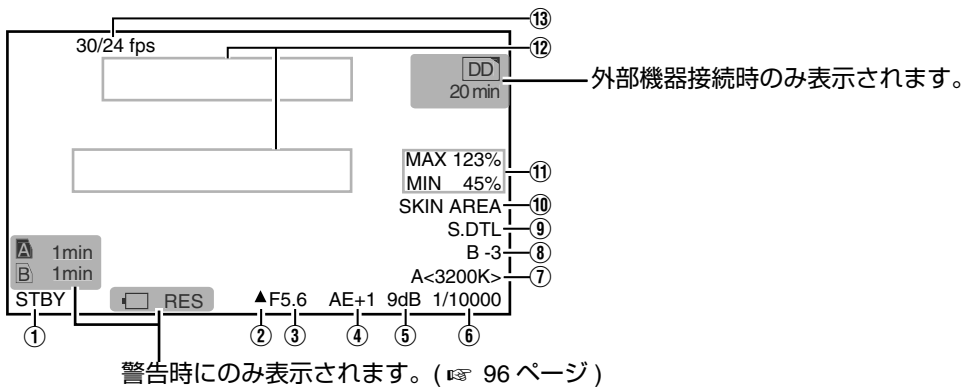 ⑬
30/24 fps
⑫
DD
20 min
外部機器接続時のみ表示されます。
MAX 123%
MIN 45%
⑪
SKIN AREA
⑩
S.DTL
⑨
A 1min
B -3
⑧
B 1min
A<3200K>
⑦
STBY
RES
▲F5.6
AE+1
9dB
1/10000
①
②
③
④
⑤
⑥
警告時にのみ表示されます。( ☞ 96 ページ )